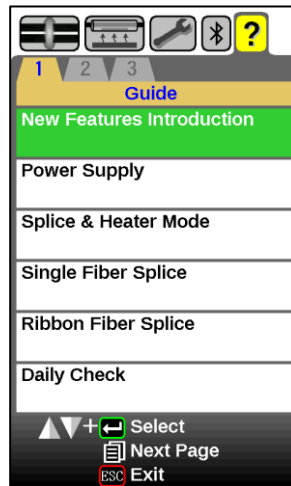 ?
1 2 3
Guide
New Features Introduction
Power Supply
Splice & Heater Mode
Single Fiber Splice
Ribbon Fiber Splice
Daily Check
+ Select
Next Page
ESC Exit